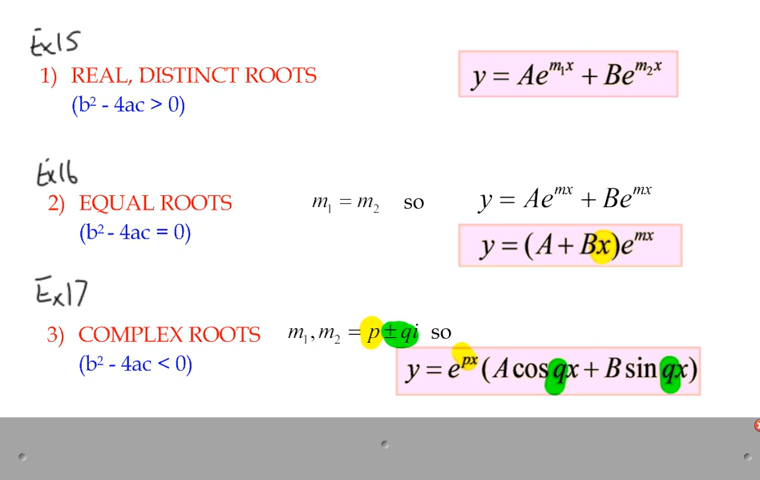 Ex15
1) REAL, DISTINCT ROOTS
y = Ae^{m₁x} + Be^{m₂x}
(b² - 4ac > 0)
Ex16
2) EQUAL ROOTS m₁ = m₂ so y = Ae^{mx} + Be^{mx}
(b² - 4ac = 0)
y = (A + Bx)e^{mx}
Ex17
3) COMPLEX ROOTS m₁, m₂ = p ± qi so
(b² - 4ac < 0)
y = e^{px}(A cos qx + B sin qx)